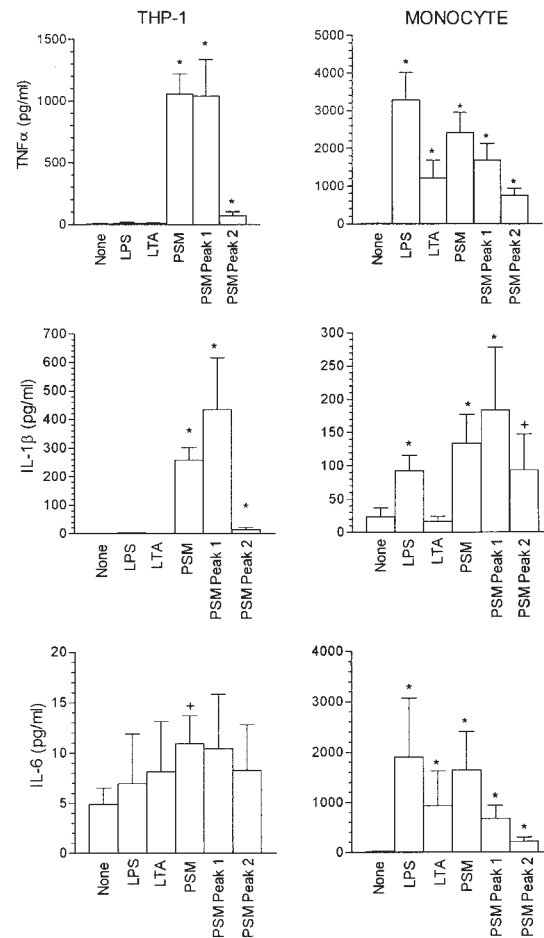 THP-1
MONOCYTE
TNFα (pg/ml)
1500
1000
500
0
*
*
*
None
LPS
LTA
PSM
PSM Peak 1
PSM Peak 2
5000
4000
3000
2000
1000
0
*
*
*
*
*
None
LPS
LTA
PSM
PSM Peak 1
PSM Peak 2
IL-1β (pg/ml)
700
600
500
400
300
200
100
0
*
*
*
None
LPS
LTA
PSM
PSM Peak 1
PSM Peak 2
300
250
200
150
100
50
0
*
*
*
+
None
LPS
LTA
PSM
PSM Peak 1
PSM Peak 2
IL-6 (pg/ml)
20
15
10
5
0
+
None
LPS
LTA
PSM
PSM Peak 1
PSM Peak 2
4000
3000
2000
1000
0
*
*
*
*
*
None
LPS
LTA
PSM
PSM Peak 1
PSM Peak 2